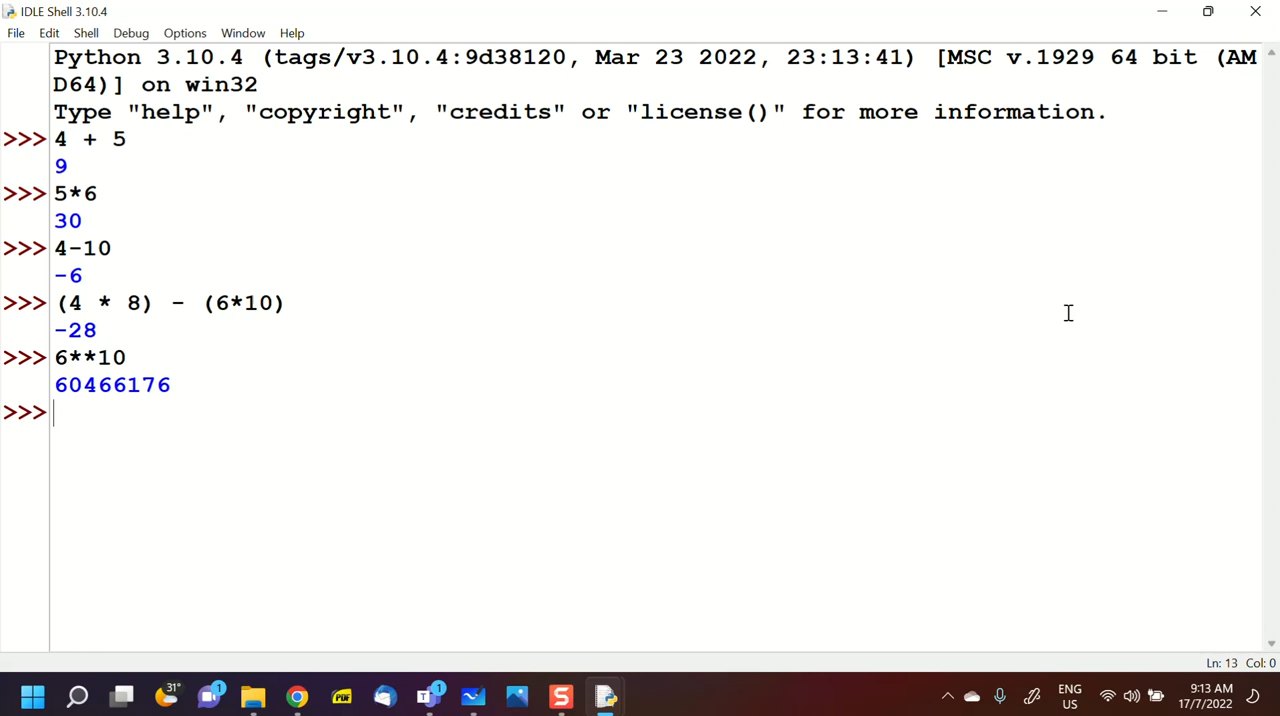 IDLE Shell 3.10.4
File Edit Shell Debug Options Window Help
Python 3.10.4 (tags/v3.10.4:9d38120, Mar 23 2022, 23:13:41) [MSC v.1929 64 bit (AM
D64)] on win32
Type "help", "copyright", "credits" or "license()" for more information.
>>> 4 + 5
9
>>> 5*6
30
>>> 4-10
-6
>>> (4 * 8) - (6*10)
-28
>>> 6**10
60466176
>>>
Ln: 13 Col: 0
31° 1 PDF T 1 S ENG 9:13 AM
US 17/7/2022